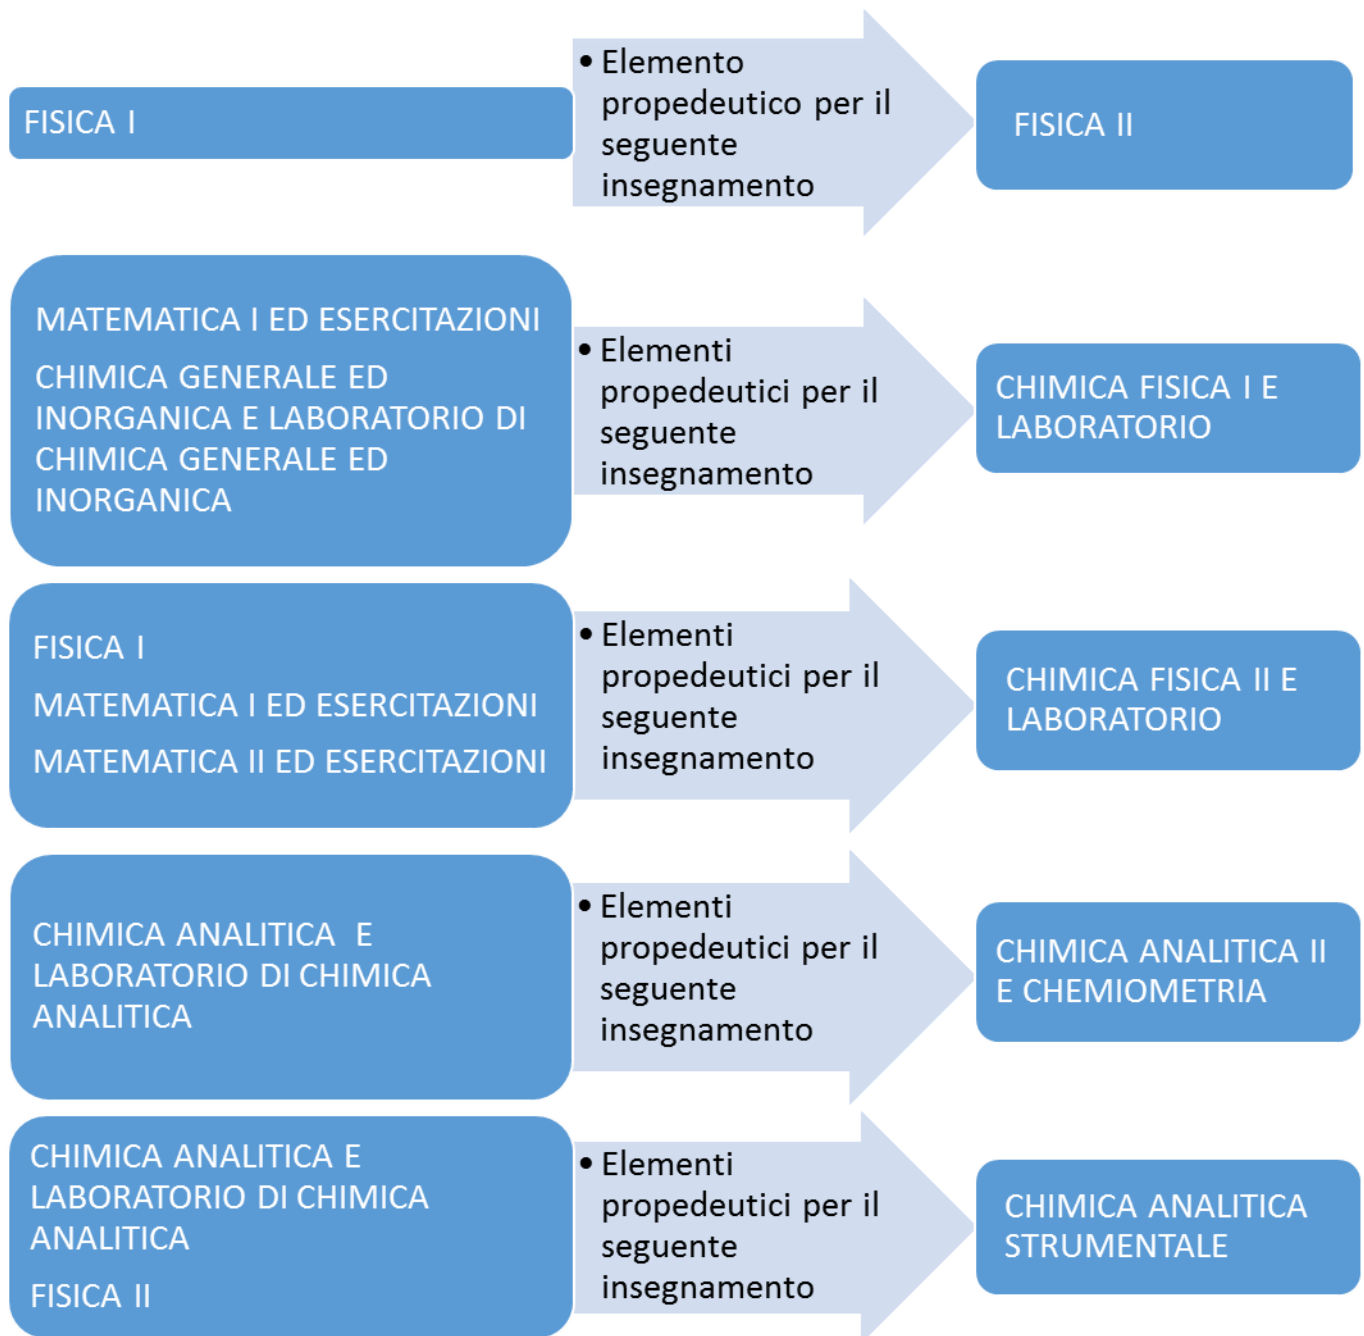 FISICA I
• Elemento
propedeutico per il
seguente
insegnamento
FISICA II
MATEMATICA I ED ESERCITAZIONI
CHIMICA GENERALE ED
INORGANICA E LABORATORIO DI
CHIMICA GENERALE ED
INORGANICA
• Elementi
propedeutici per il
seguente
insegnamento
CHIMICA FISICA I E
LABORATORIO
FISICA I
MATEMATICA I ED ESERCITAZIONI
MATEMATICA II ED ESERCITAZIONI
• Elementi
propedeutici per il
seguente
insegnamento
CHIMICA FISICA II E
LABORATORIO
CHIMICA ANALITICA  E
LABORATORIO DI CHIMICA
ANALITICA
• Elementi
propedeutici per il
seguente
insegnamento
CHIMICA ANALITICA II
E CHEMIOMETRIA
CHIMICA ANALITICA E
LABORATORIO DI CHIMICA
ANALITICA
FISICA II
• Elementi
propedeutici per il
seguente
insegnamento
CHIMICA ANALITICA
STRUMENTALE